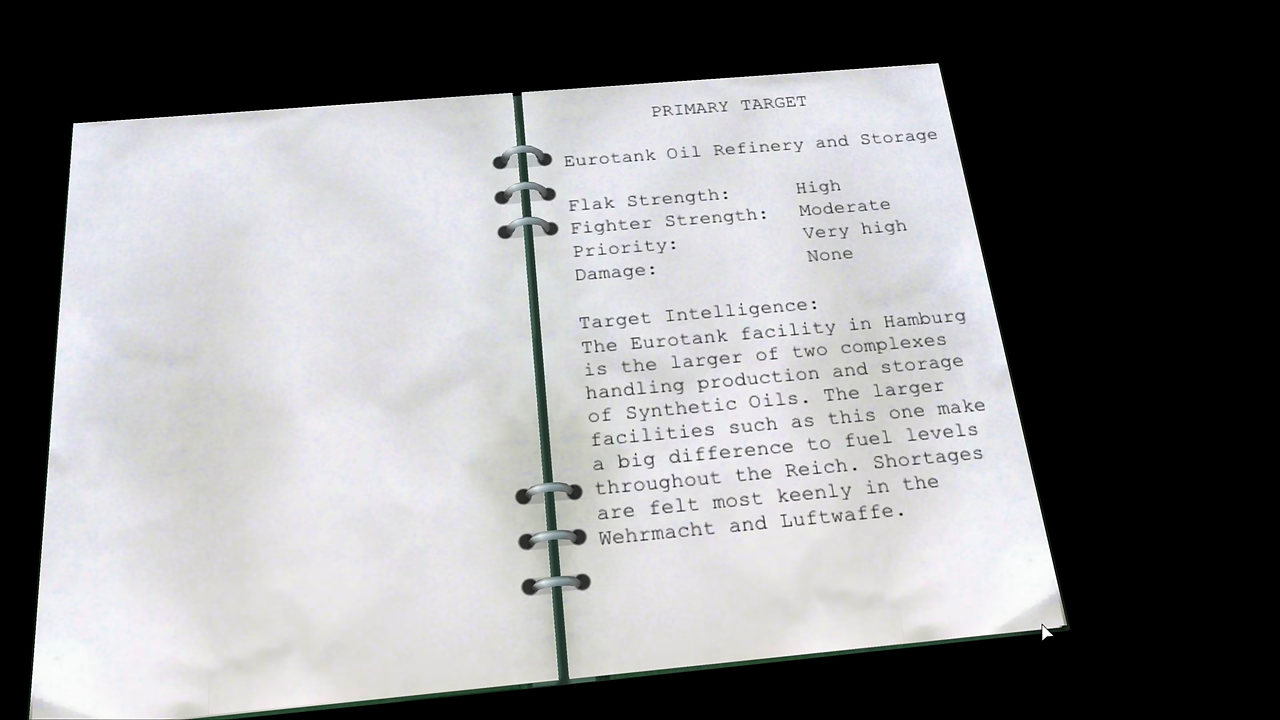 PRIMARY TARGET
Eurotank Oil Refinery and Storage
Flak Strength: High
Fighter Strength: Moderate
Priority: Very high
Damage: None
Target Intelligence:
The Eurotank facility in Hamburg
is the larger of two complexes
handling production and storage
of Synthetic Oils. The larger
facilities such as this one make
a big difference to fuel levels
throughout the Reich. Shortages
are felt most keenly in the
Wehrmacht and Luftwaffe.